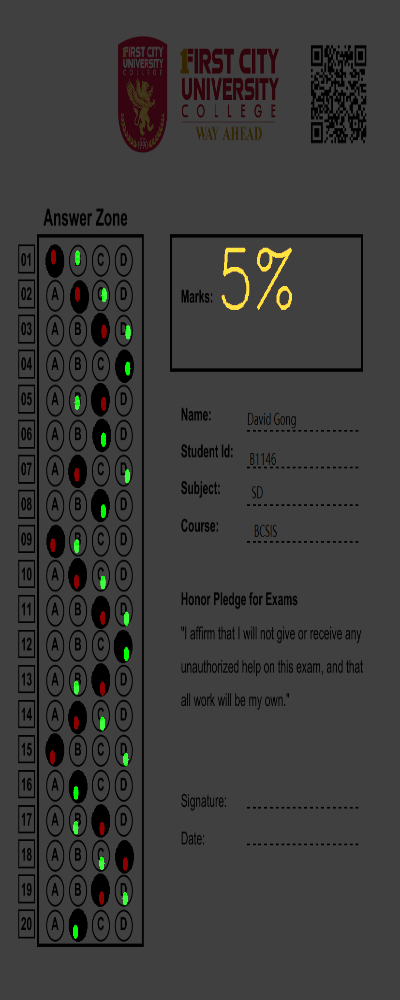 FIRST CITY
UNIVERSITY
COLLEGE
1FIRST CITY
UNIVERSITY
COLLEGE
WAY AHEAD
Answer Zone
01 B C D
02 A D
03 A B D
04 A B C
05 A B D
06 A B D
07 A C D
08 A B D
09 B C D
10 A C D
11 A B D
12 A B C
13 A B D
14 A C D
15 B C D
16 A C D
17 A B D
18 A B C
19 A B D
20 A C D
Marks: 5%
Name: David Gong
Student Id: B1146
Subject: SD
Course: BCSIS
Honor Pledge for Exams
"I affirm that I will not give or receive any
unauthorized help on this exam, and that
all work will be my own."
Signature:
Date: